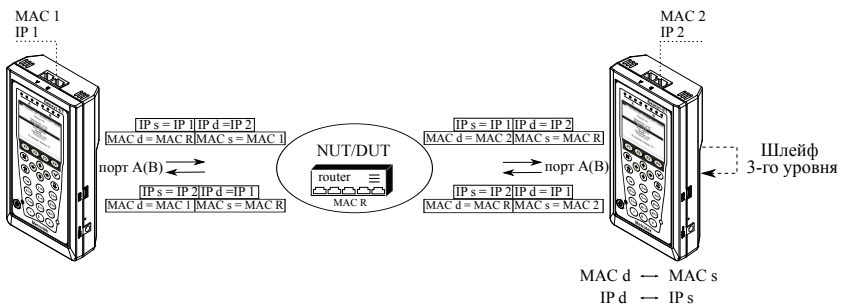 MAC 1
IP 1
MAC 2
IP 2
IP s = IP 1 IP d =IP 2
MAC d = MAC R MAC s = MAC 1
порт A(B)
IP s = IP 2 IP d =IP 1
MAC d = MAC 1 MAC s = MAC R
NUT/DUT
router
MAC R
IP s = IP 1 IP d = IP 2
MAC d = MAC 2 MAC s = MAC R
порт A(B)
IP s = IP 2 IP d = IP 1
MAC d = MAC R MAC s = MAC 2
Шлейф
3-го уровня
MAC d ↔ MAC s
IP d ↔ IP s